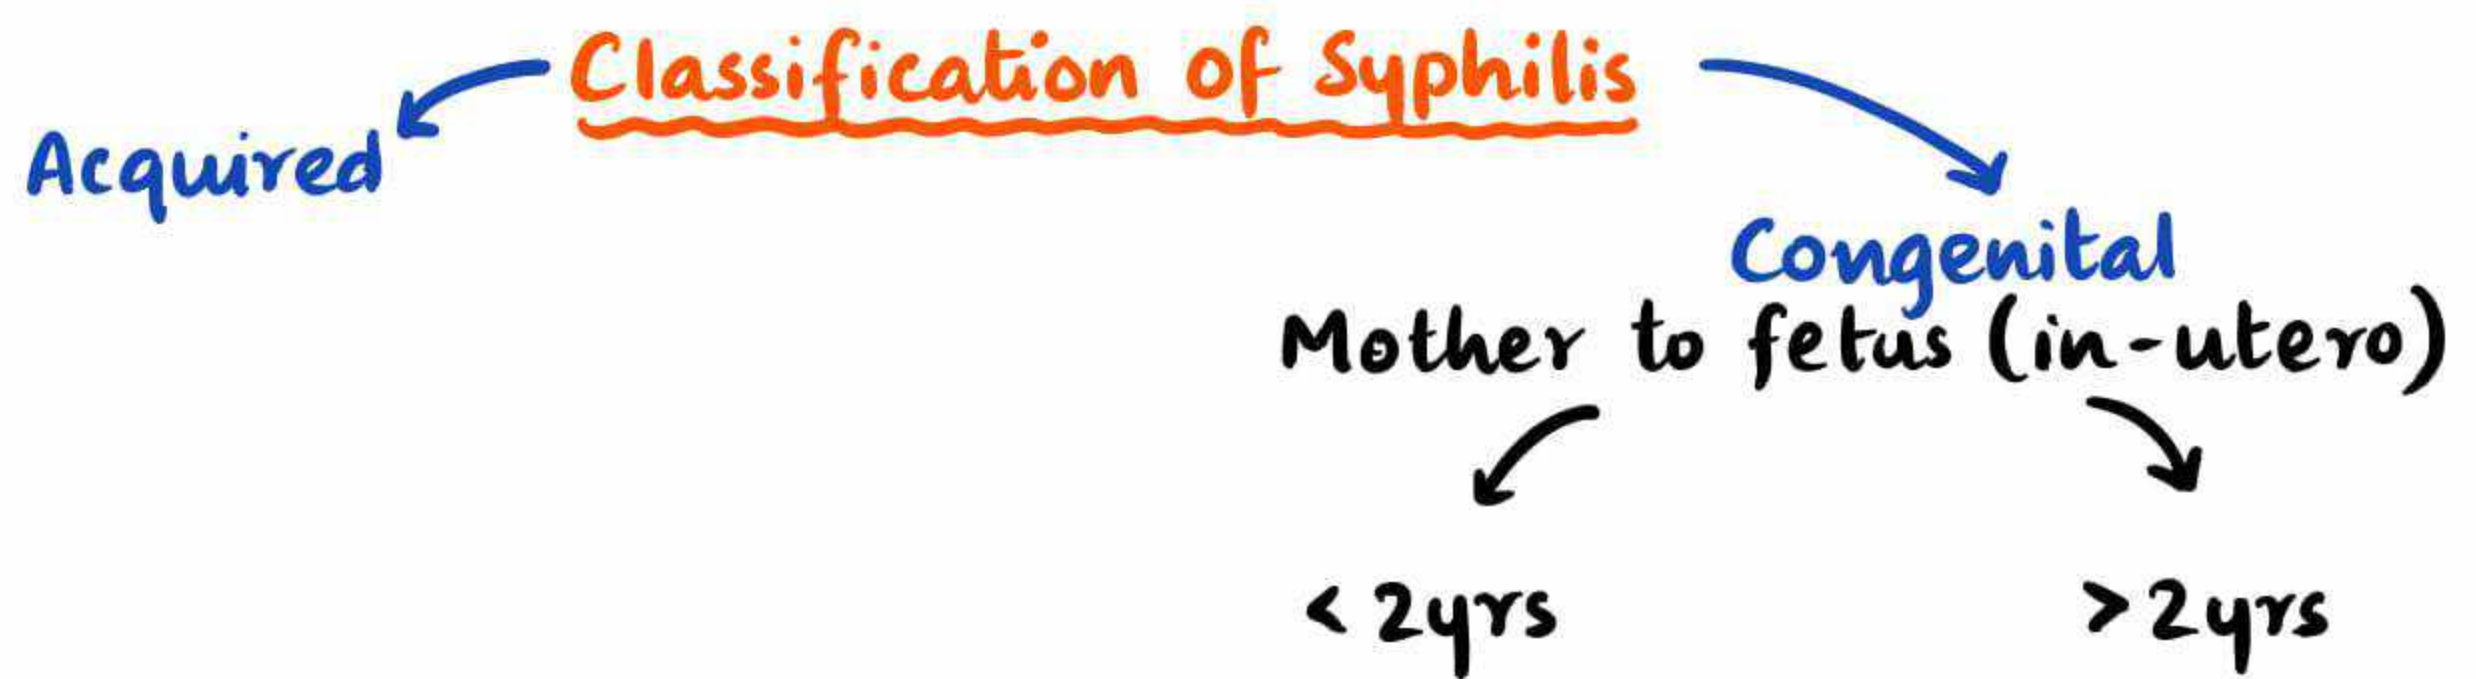 Classification of Syphilis
Acquired
Congenital
Mother to fetus (in-utero)
< 2yrs
> 2yrs